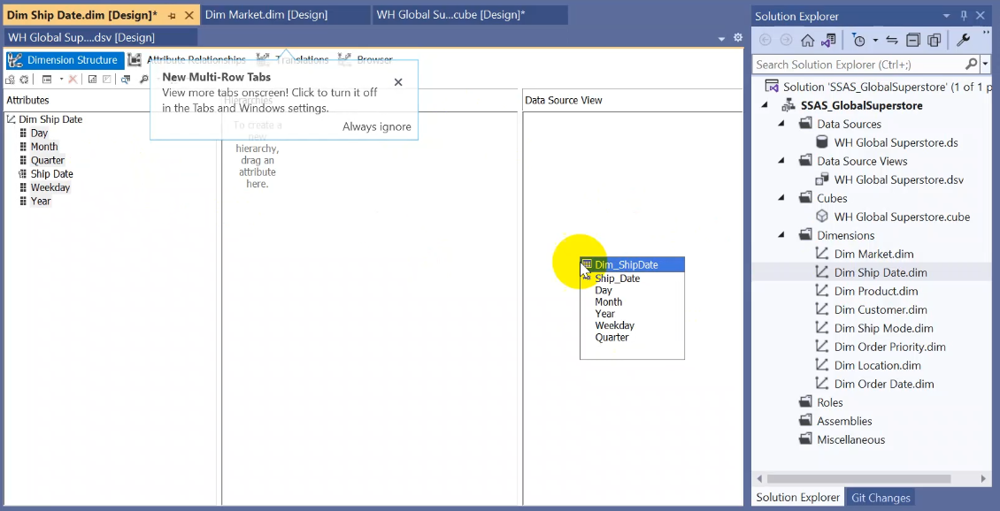 Dim Ship Date.dim [Design]*
Dim Market.dim [Design]
WH Global Su...cube [Design]*
WH Global Sup....dsv [Design]
Dimension Structure
Attribute Relationships
Translations
Browser
New Multi-Row Tabs
View more tabs onscreen! Click to turn it off
in the Tabs and Windows settings.
Always ignore
Attributes
Dim Ship Date
Day
Month
Quarter
Ship Date
Weekday
Year
Hierarchies
To create a
new
hierarchy,
drag an
attribute
here.
Data Source View
Dim_ShipDate
Ship_Date
Day
Month
Year
Weekday
Quarter
Solution Explorer
Search Solution Explorer (Ctrl+;)
Solution 'SSAS_GlobalSuperstore' (1 of 1 p
SSAS_GlobalSuperstore
Data Sources
WH Global Superstore.ds
Data Source Views
WH Global Superstore.dsv
Cubes
WH Global Superstore.cube
Dimensions
Dim Market.dim
Dim Ship Date.dim
Dim Product.dim
Dim Customer.dim
Dim Ship Mode.dim
Dim Order Priority.dim
Dim Location.dim
Dim Order Date.dim
Roles
Assemblies
Miscellaneous
Solution Explorer
Git Changes